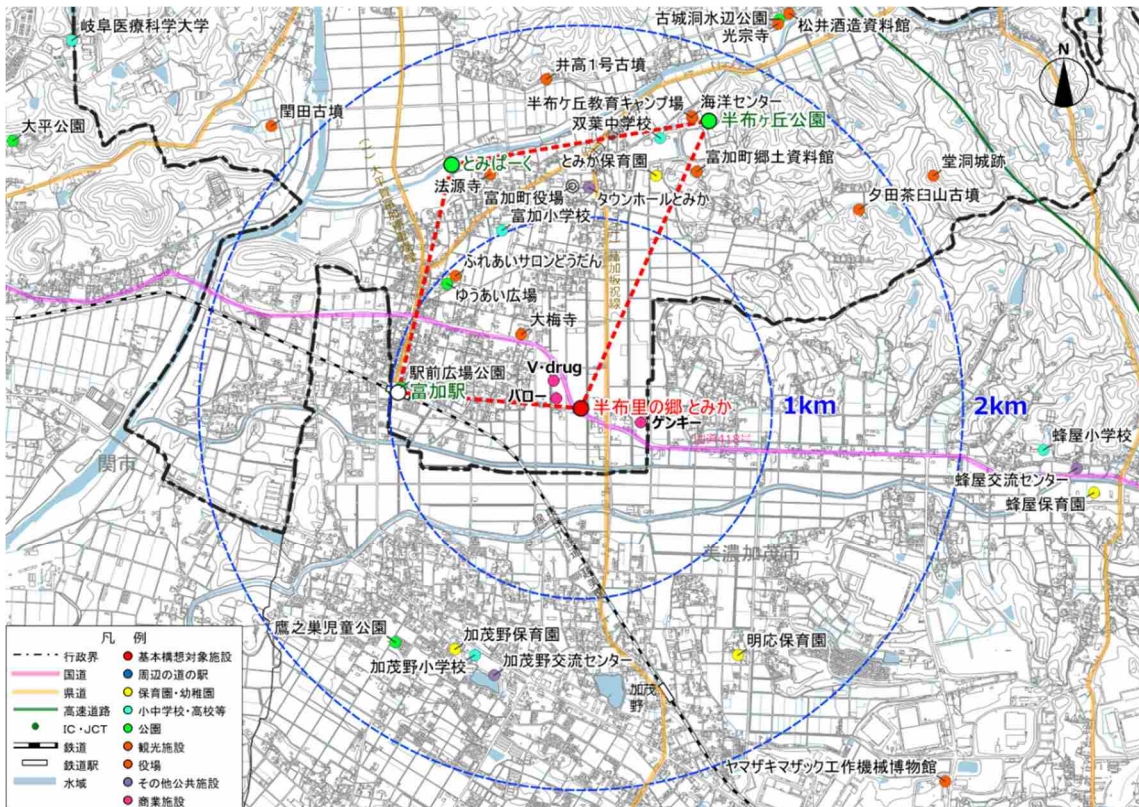 岐阜医療科学大学
大平公園
閏田古墳
井高1号古墳
古城洞水辺公園
光宗寺
松井酒造資料館
N
半布ケ丘教育キャンプ場
海洋センター
双葉中学校
半布ヶ丘公園
とみぱーく
とみか保育園
富加町郷土資料館
法源寺
富加町役場
タウンホールとみか
富加小学校
堂洞城跡
夕田茶臼山古墳
富加坂祝線
ふれあいサロンどうだん
ゆうあい広場
大梅寺
V・drug
バロー
駅前広場公園
富加駅
半布里の郷 とみか
ゲンキー
1km
2km
国道418号
関市
蜂屋小学校
蜂屋交流センター
蜂屋保育園
美濃加茂市
鷹之巣児童公園
加茂野保育園
加茂野小学校
加茂野交流センター
明応保育園
加茂
野
ヤマザキマザック工作機械博物館
凡 例
行政界
国道
県道
高速道路
IC・JCT
鉄道
鉄道駅
水域
基本構想対象施設
周辺の道の駅
保育園・幼稚園
小中学校・高校等
公園
観光施設
役場
その他公共施設
商業施設